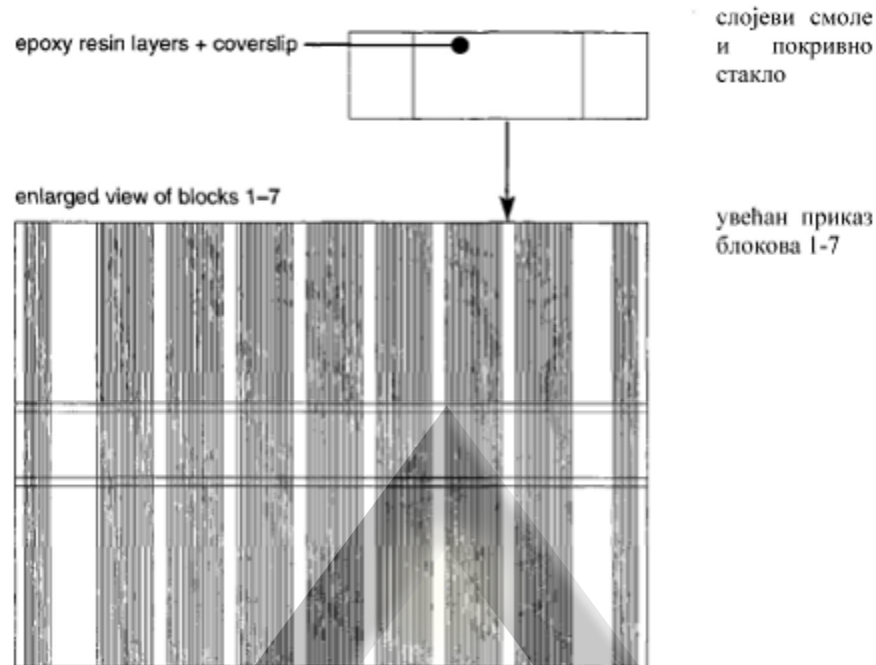 epoxy resin layers + coverslip
слојеви смоле
и покривно
стакло
enlarged view of blocks 1–7
увећан приказ
блокова 1-7